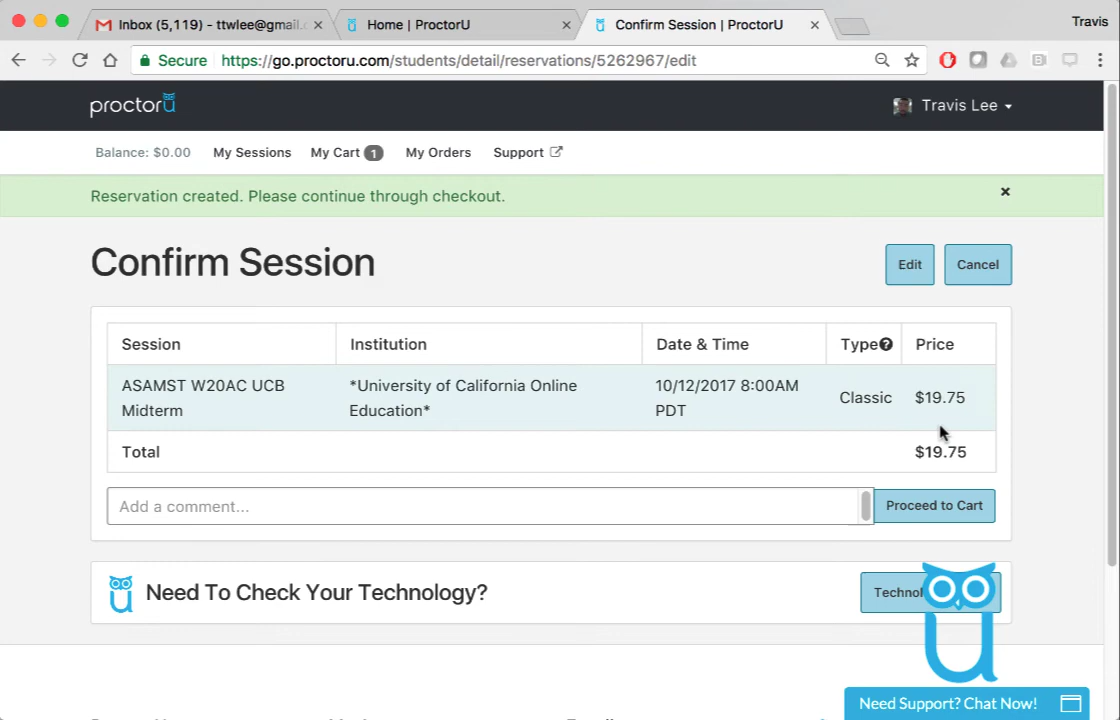 Inbox (5,119) - ttwlee@gmail.c
Home | ProctorU
Confirm Session | ProctorU
Travis
Secure
https://go.proctoru.com/students/detail/reservations/5262967/edit
proctorU
Travis Lee
Balance: $0.00 My Sessions My Cart 1 My Orders Support
Reservation created. Please continue through checkout.
Confirm Session
Edit
Cancel
Session Institution Date & Time Type Price
ASAMST W20AC UCB
Midterm
*University of California Online
Education*
10/12/2017 8:00AM
PDT
Classic
$19.75
Total
$19.75
Add a comment...
Proceed to Cart
Need To Check Your Technology?
Technol
Need Support? Chat Now!